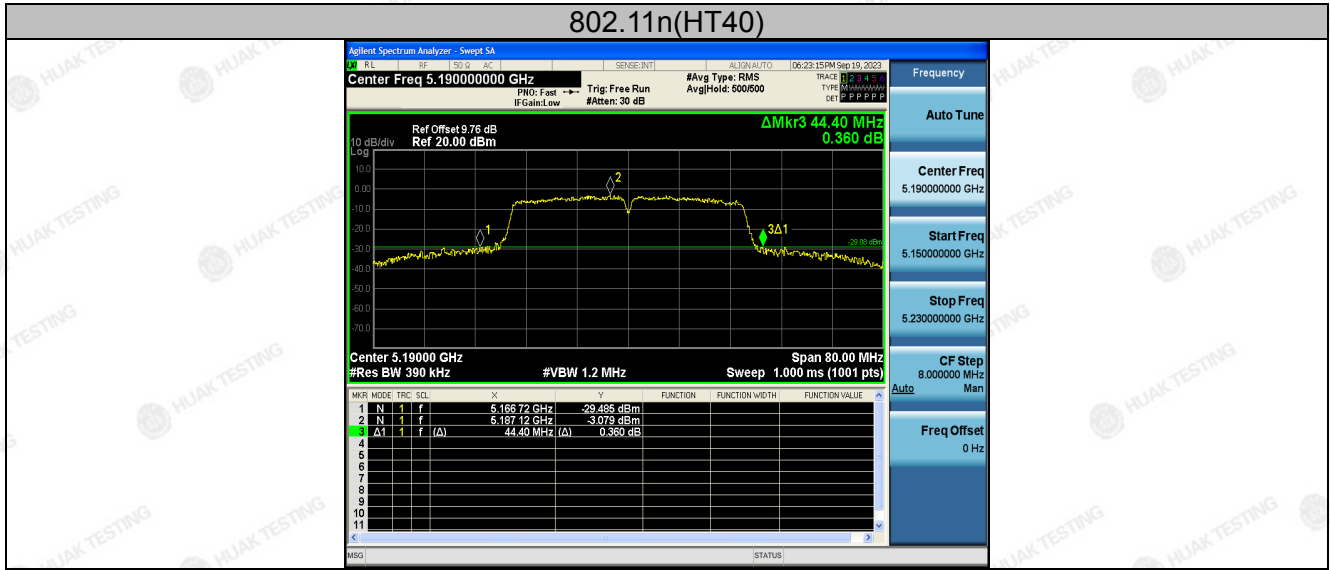 802.11n(HT40)
Agilent Spectrum Analyzer - Swept SA
RL RF 50 Ω AC SENSE:INT ALIGN AUTO 06:23:15 PM Sep 19, 2023
Center Freq 5.190000000 GHz
PNO: Fast
IFGain:Low
Trig: Free Run
#Atten: 30 dB
#Avg Type: RMS
Avg|Hold: 500/500
TRACE 1 2 3 4 5 6
TYPE M
DET P P P P P P
ΔMkr3 44.40 MHz
0.360 dB
Ref Offset 9.76 dB
10 dB/div Ref 20.00 dBm
Log
10.0
0.00
-10.0
-20.0
-30.0
-40.0
-50.0
-60.0
-70.0
1
2
3Δ1
-29.08 dBm
Center 5.19000 GHz Span 80.00 MHz
#Res BW 390 kHz #VBW 1.2 MHz Sweep 1.000 ms (1001 pts)
MKR MODE TRC SCL X Y FUNCTION FUNCTION WIDTH FUNCTION VALUE
1 N 1 f 5.166 72 GHz -29.485 dBm
2 N 1 f 5.187 12 GHz -3.079 dBm
3 Δ1 1 f (Δ) 44.40 MHz (Δ) 0.360 dB
4
5
6
7
8
9
10
11
MSG STATUS
Frequency
Auto Tune
Center Freq
5.190000000 GHz
Start Freq
5.150000000 GHz
Stop Freq
5.230000000 GHz
CF Step
8.000000 MHz
Auto Man
Freq Offset
0 Hz
HUAK TESTING